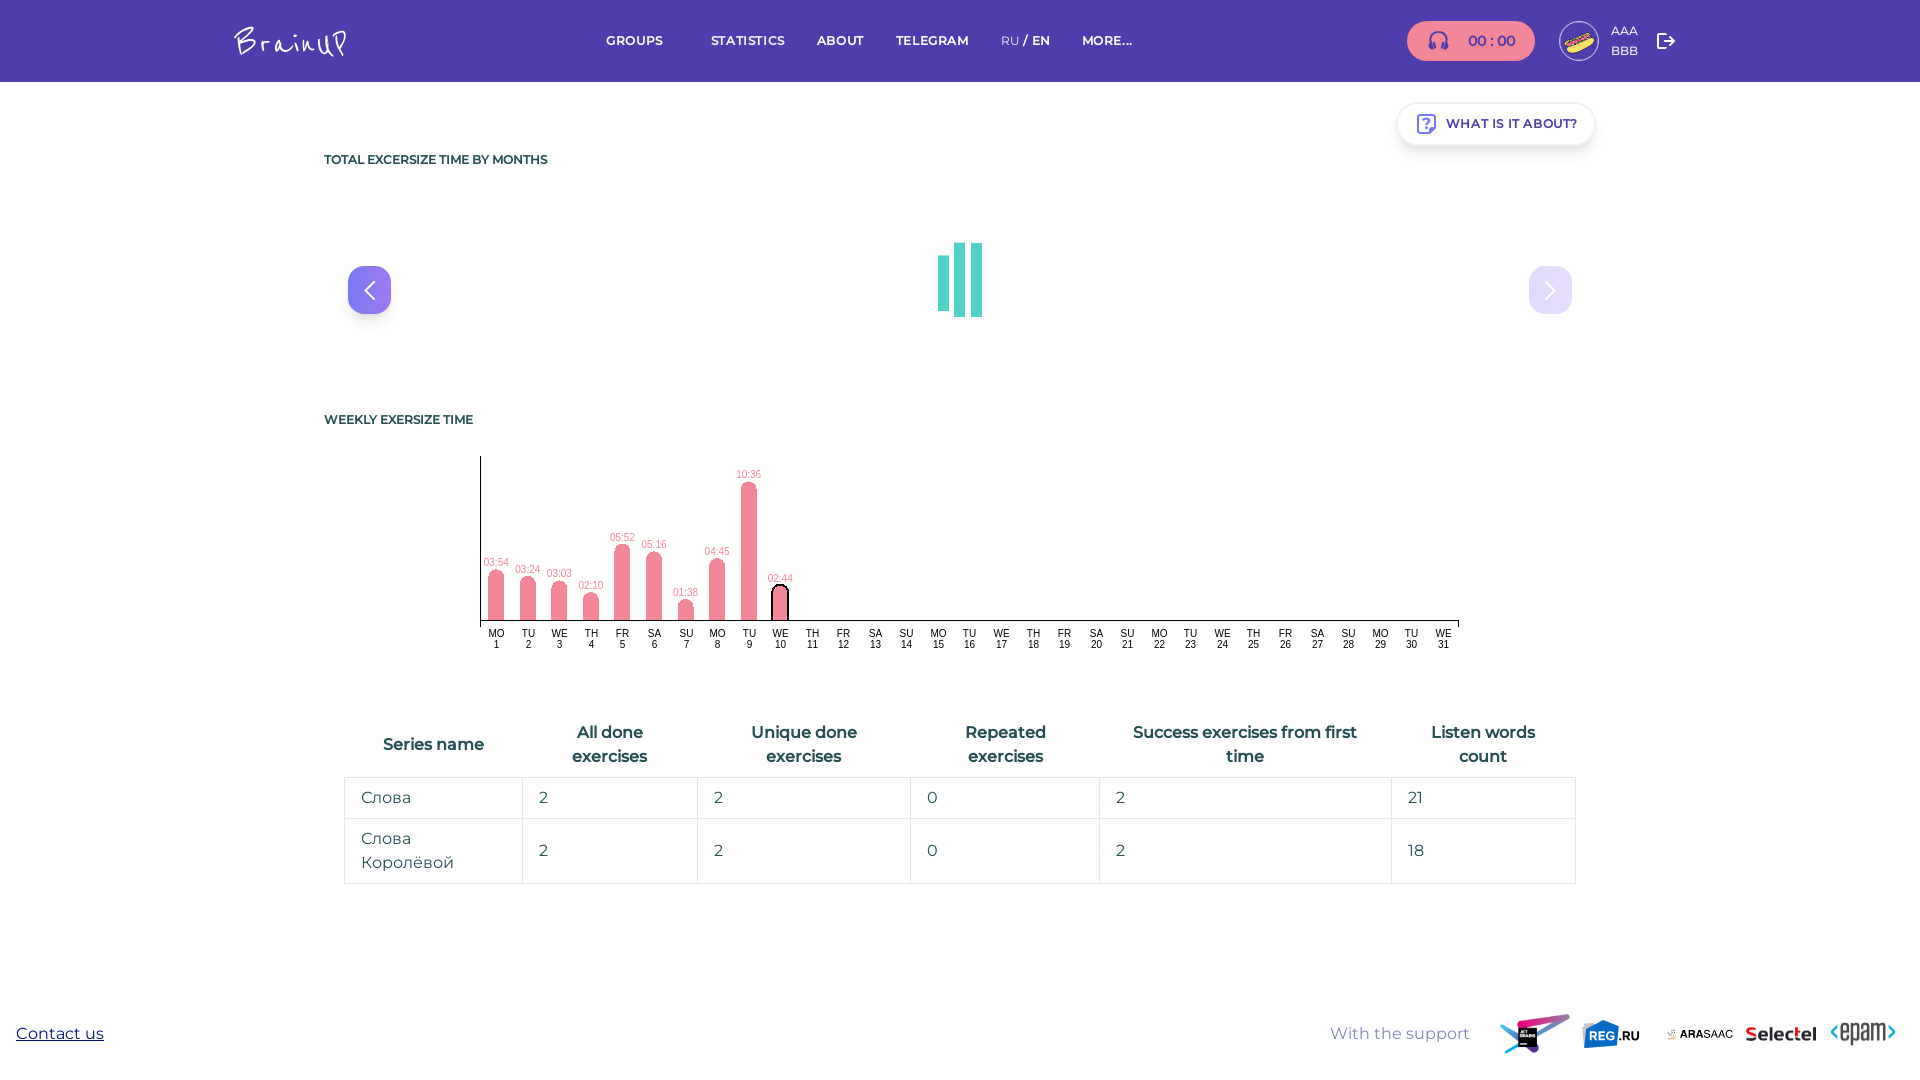 BrainUP
GROUPS
STATISTICS
ABOUT
TELEGRAM
RU / EN
MORE...
00 : 00
AAA
BBB
WHAT IS IT ABOUT?
TOTAL EXCERSIZE TIME BY MONTHS
WEEKLY EXERSIZE TIME
03:54 03:24 03:03 02:10 05:52 05:16 01:38 04:45 10:36 02:44
MO TU WE TH FR SA SU MO TU WE TH FR SA SU MO TU WE TH FR SA SU MO TU WE TH FR SA SU MO TU WE
1 2 3 4 5 6 7 8 9 10 11 12 13 14 15 16 17 18 19 20 21 22 23 24 25 26 27 28 29 30 31
Series name
All done
exercises
Unique done
exercises
Repeated
exercises
Success exercises from first
time
Listen words
count
Слова 2 2 0 2 21
Слова
Королёвой
2 2 0 2 18
Contact us
With the support
JET
BRAINS
REG.RU
ARASAAC
Selectel
<epam>